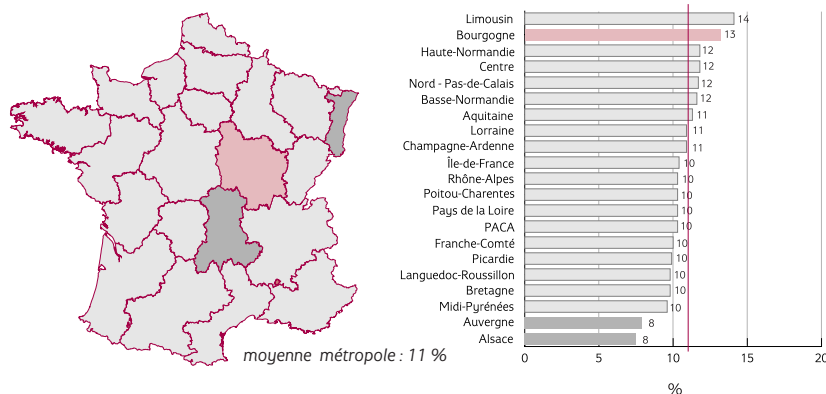 Limousin 14
Bourgogne 13
Haute-Normandie 12
Centre 12
Nord - Pas-de-Calais 12
Basse-Normandie 12
Aquitaine 11
Lorraine 11
Champagne-Ardenne 11
Île-de-France 10
Rhône-Alpes 10
Poitou-Charentes 10
Pays de la Loire 10
PACA 10
Franche-Comté 10
Picardie 10
Languedoc-Roussillon 10
Bretagne 10
Midi-Pyrénées 10
Auvergne 8
Alsace 8
0 5 10 15 20
%
moyenne métropole : 11 %